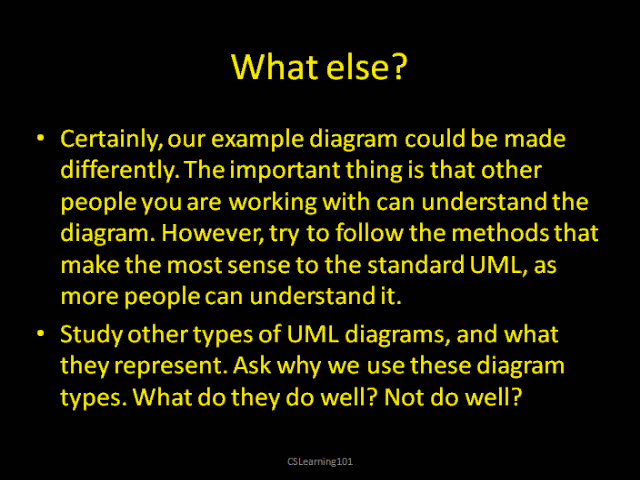 What else?
• Certainly, our example diagram could be made
differently. The important thing is that other
people you are working with can understand the
diagram. However, try to follow the methods that
make the most sense to the standard UML, as
more people can understand it.
• Study other types of UML diagrams, and what
they represent. Ask why we use these diagram
types. What do they do well? Not do well?
CSLearning101